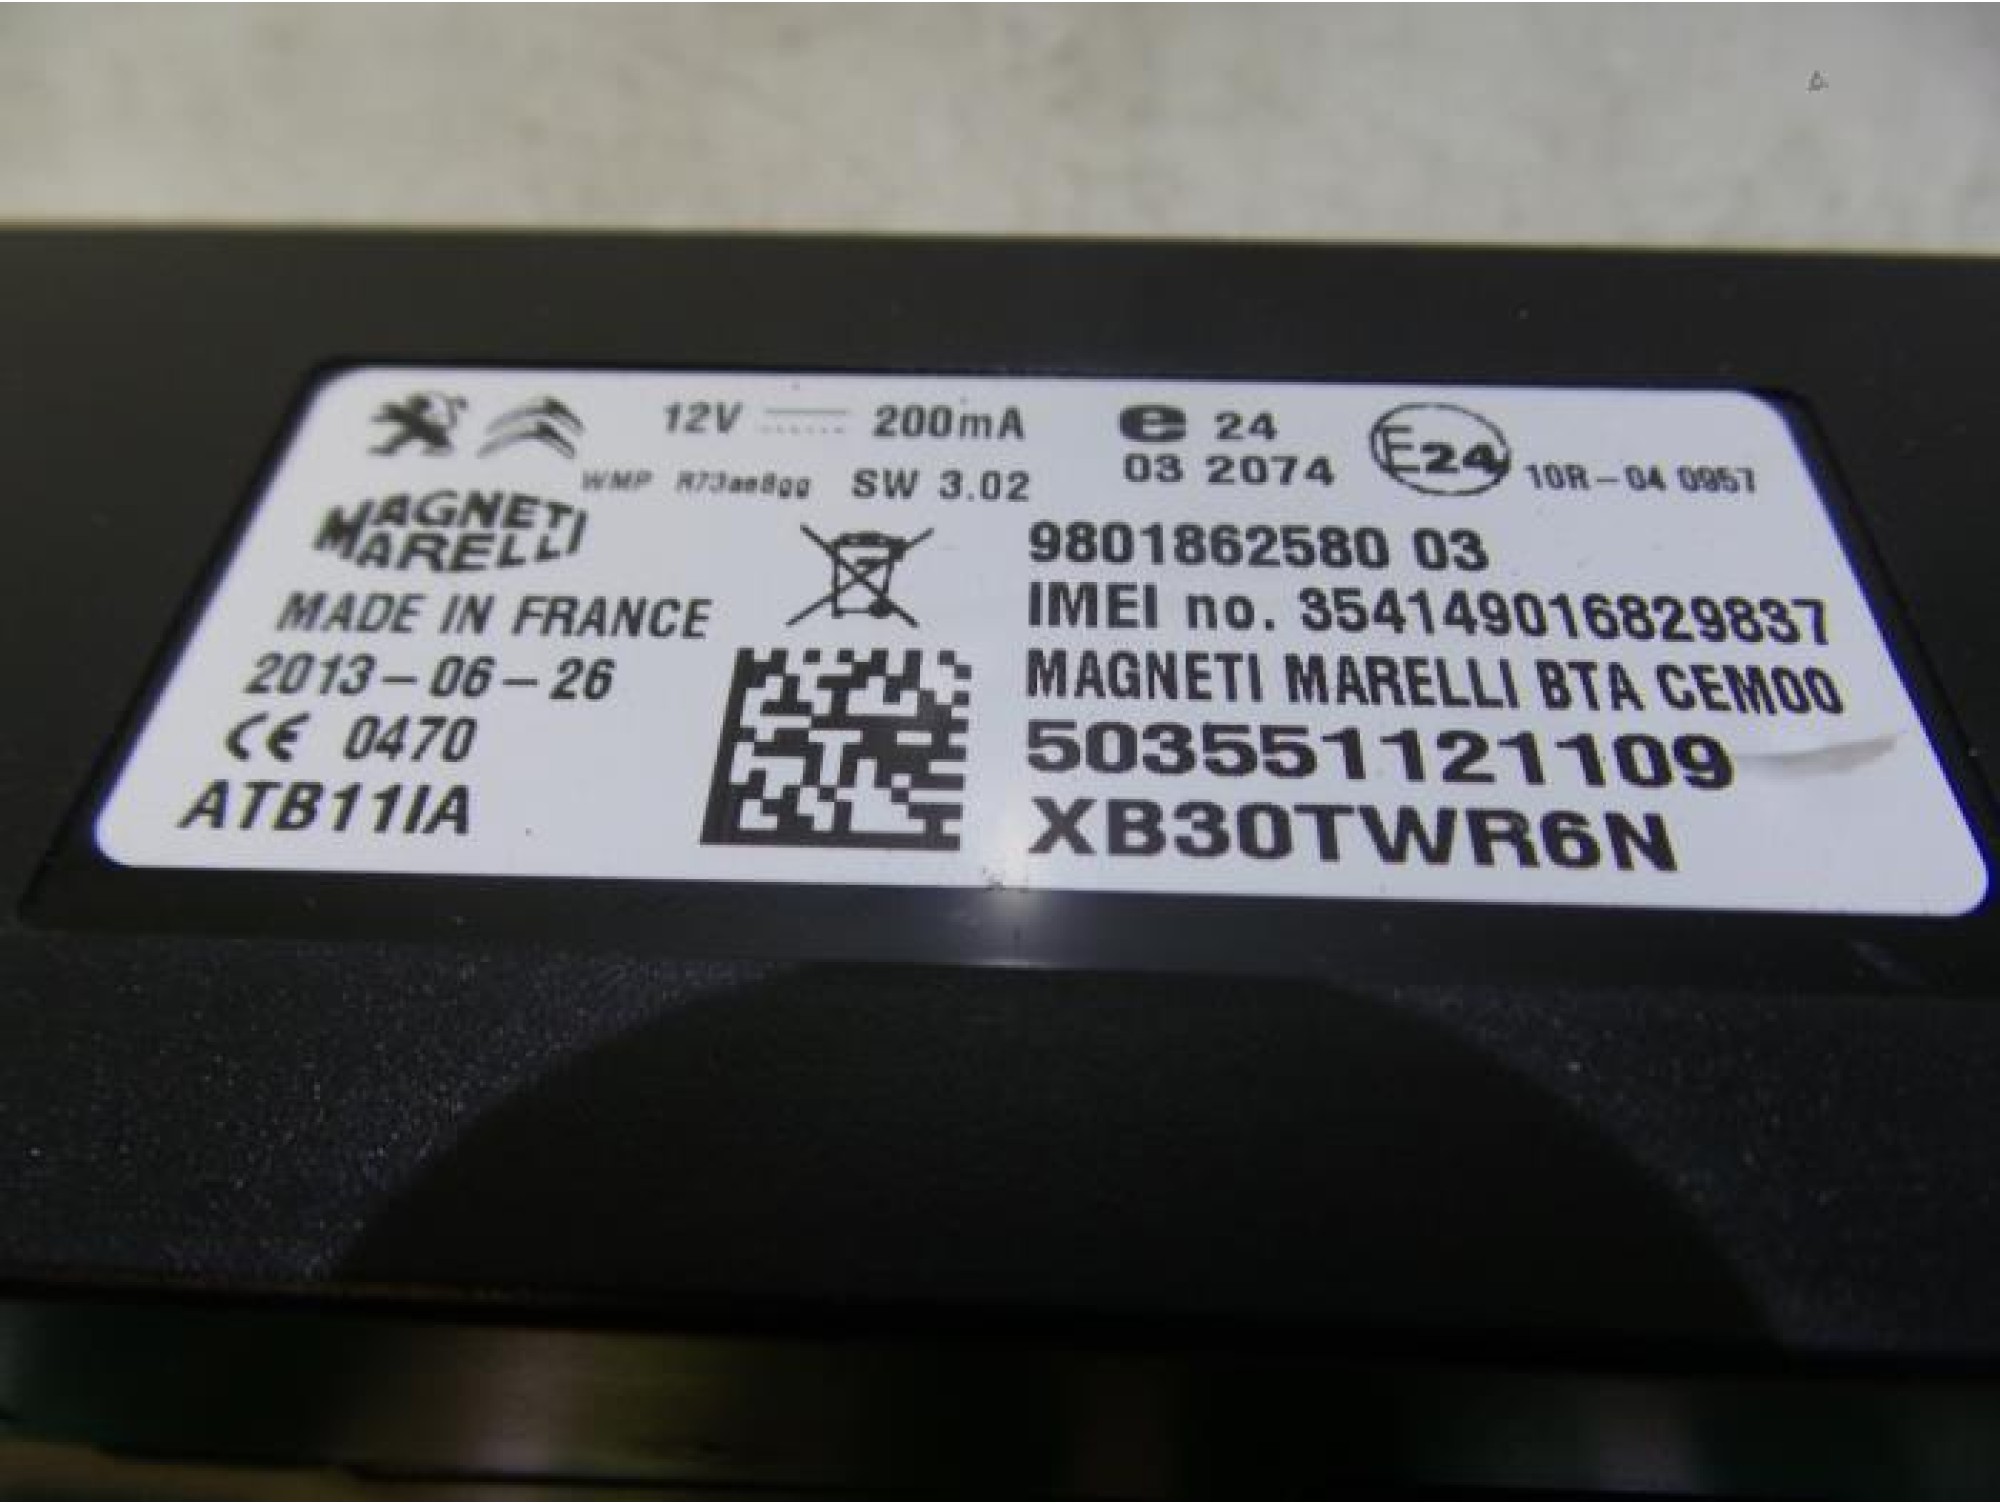 12V 200mA
e 24
03 2074
E24
10R-04 0957
WMP R73ae8gg SW 3.02
MAGNETI
MARELLI
MADE IN FRANCE
2013-06-26
CE 0470
ATB11IA
9801862580 03
IMEI no. 354149016829837
MAGNETI MARELLI BTA CEM00
503551121109
XB30TWR6N